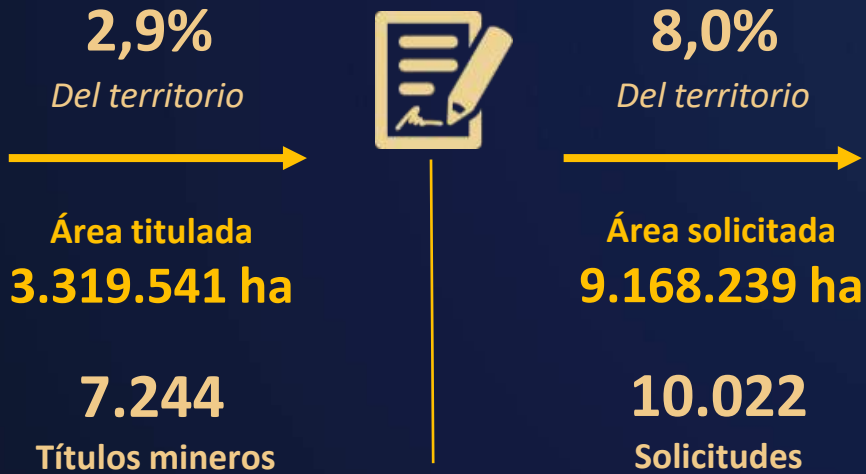 2,9%
Del territorio
Área titulada
3.319.541 ha
7.244
Títulos mineros
8,0%
Del territorio
Área solicitada
9.168.239 ha
10.022
Solicitudes